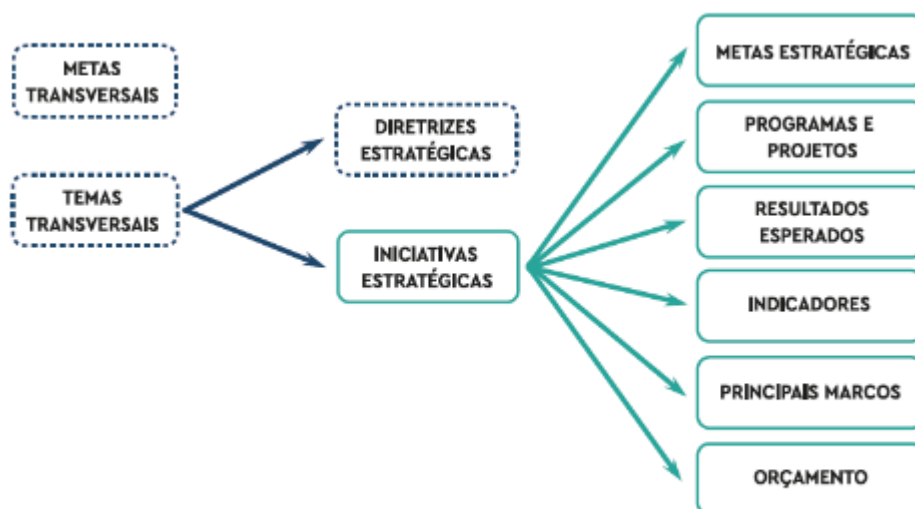 METAS
TRANSVERSAIS
TEMAS
TRANSVERSAIS
DIRETRIZES
ESTRATÉGICAS
INICIATIVAS
ESTRATÉGICAS
METAS ESTRATÉGICAS
PROGRAMAS E
PROJETOS
RESULTADOS
ESPERADOS
INDICADORES
PRINCIPAIS MARCOS
ORÇAMENTO